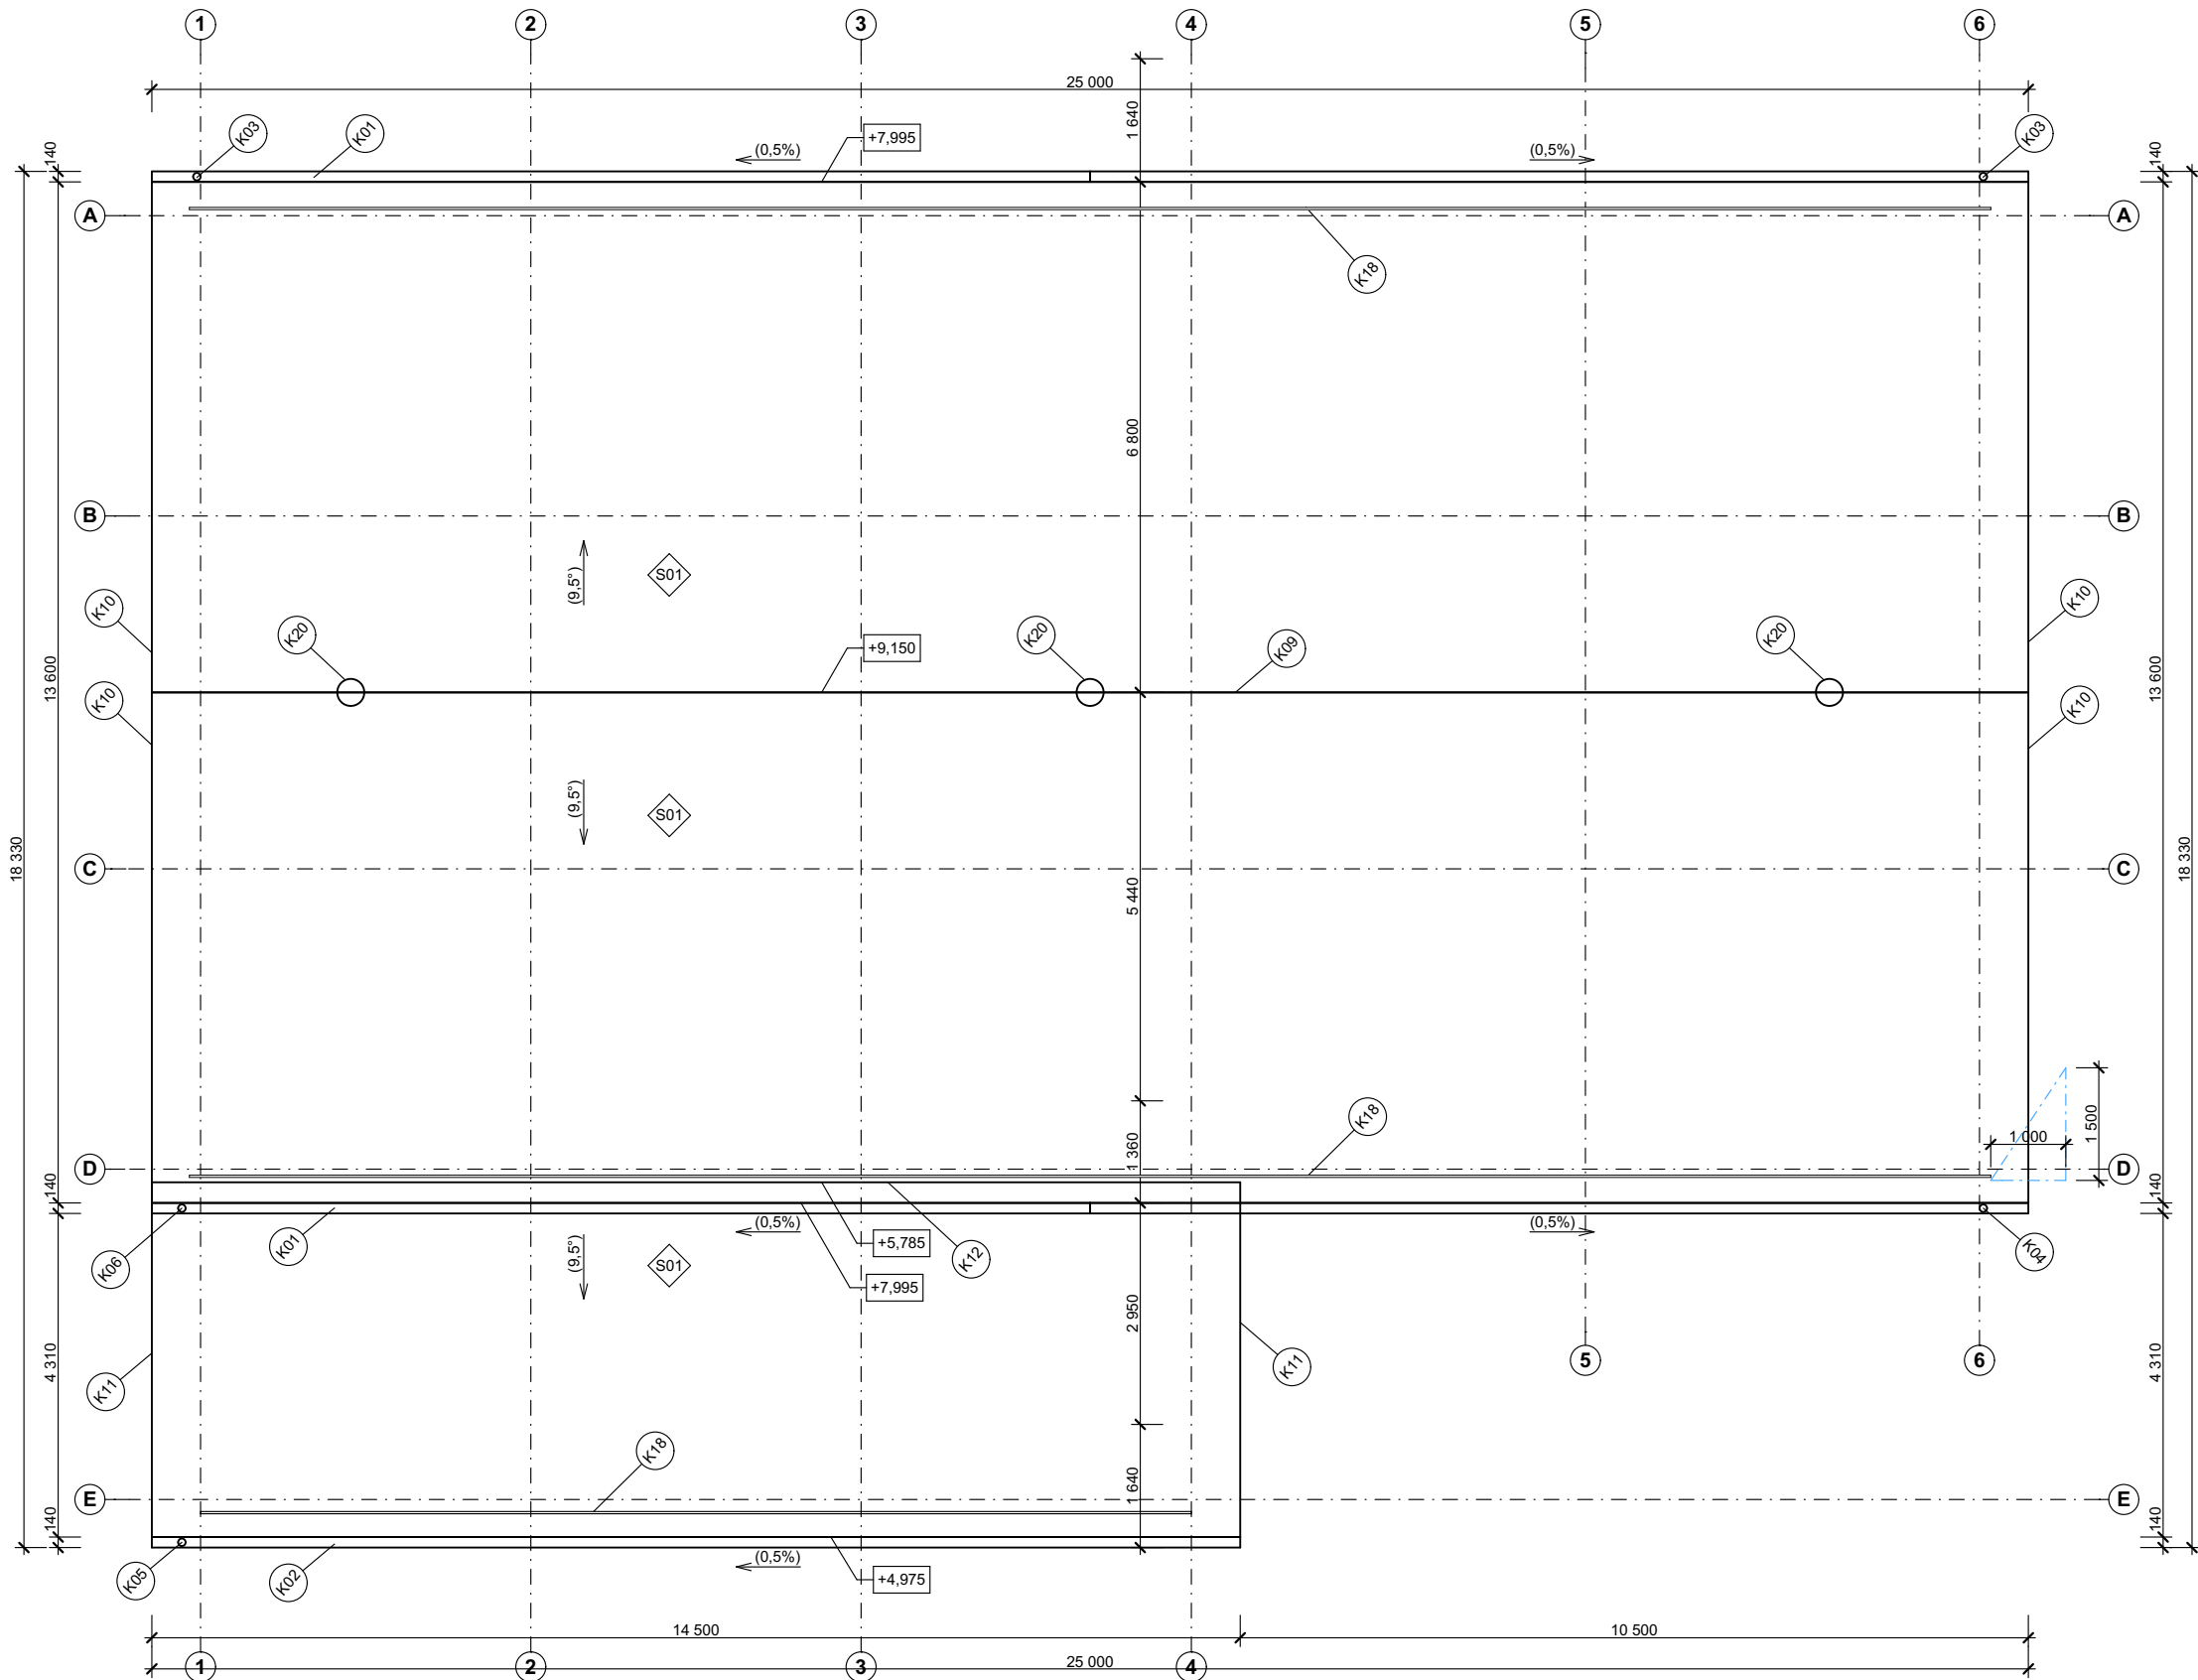 1 2 3 4 5 6
25 000
1 640
K03 K01 +7,995 K03
(0,5%) (0,5%)
140 140
A A
K18
6 800
B B
(9,5°) S01
K10 K10
K20 K20 K20
+9,150 K09
13 600 13 600
K10 K10
(9,5°) S01
18 330 18 330
C C
5 440
K18
1 500
1 000
D 1 360 D
140 140
(0,5%) (0,5%)
K06 K01 +5,785 K12 K04
(9,5°) S01
+7,995
2 950
4 310 4 310
5 6
K11 K11
K18
1 640
E E
140 140
(0,5%)
K05 K02 +4,975
14 500 10 500
1 2 3 25 000 4